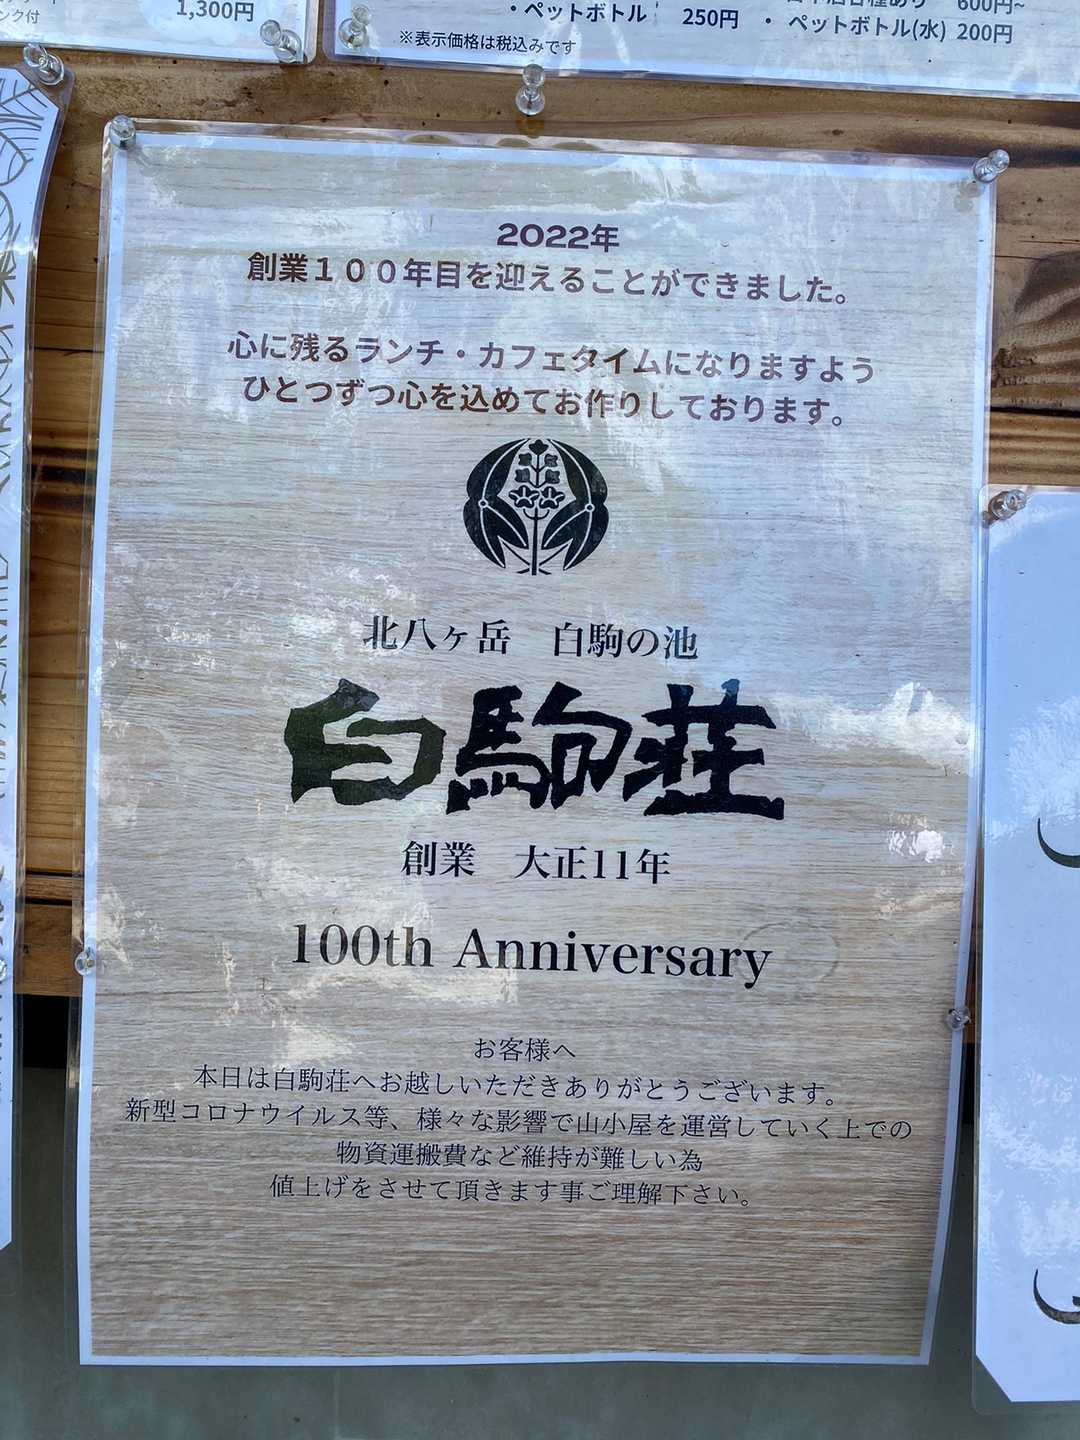 ンク付
1,300円
・ペットボトル 250円
600円~
・ペットボトル(水) 200円
※表示価格は税込みです
2022年
創業１００年目を迎えることができました。
心に残るランチ・カフェタイムになりますよう
ひとつずつ心を込めてお作りしております。
北八ヶ岳　白駒の池
白駒荘
創業　大正11年
100th Anniversary
お客様へ
本日は白駒荘へお越しいただきありがとうございます。
新型コロナウイルス等、様々な影響で山小屋を運営していく上での
物資運搬費など維持が難しい為
値上げをさせて頂きます事ご理解下さい。